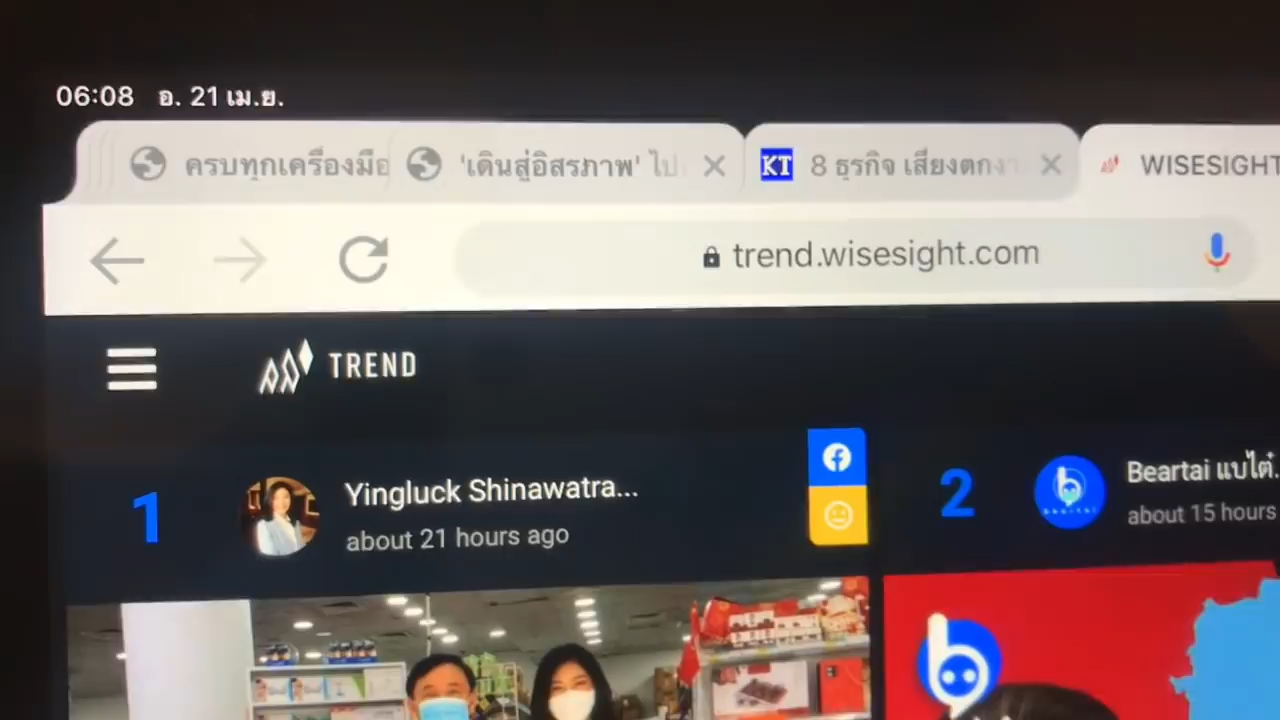 06:08 อ. 21 เม.ย.
ครบทุกเครื่องมือ
'เดินสู่อิสรภาพ' ไป
KT 8 ธุรกิจ เสี่ยงตกงา
WISESIGHT
trend.wisesight.com
TREND
1
Yingluck Shinawatra...
about 21 hours ago
2
Beartai แบไต๋.
about 15 hours